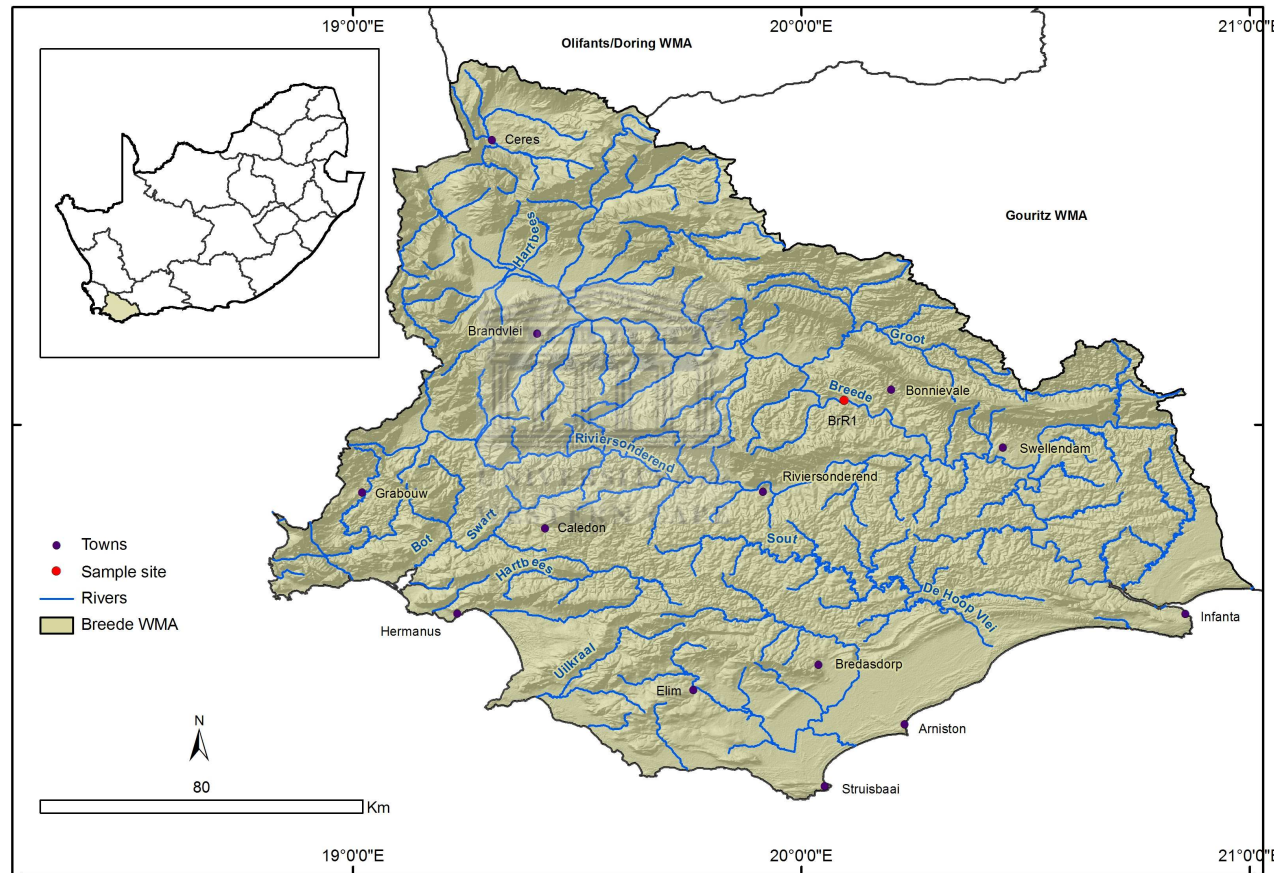 19°0'0"E
20°0'0"E
21°0'0"E
Olifants/Doring WMA
Gouritz WMA
Ceres
Hartbees
Brandvlei
Groot
Breede
Bonnievale
BrR1
Riviersonderend
Swellendam
Riviersonderend
Grabouw
Swart
Caledon
Bot
Sout
Hartbees
De Hoop Vlei
Hermanus
Infanta
Uilkraal
Bredasdorp
Elim
Arniston
Struisbaai
Towns
Sample site
Rivers
Breede WMA
N
80
Km
19°0'0"E
20°0'0"E
21°0'0"E